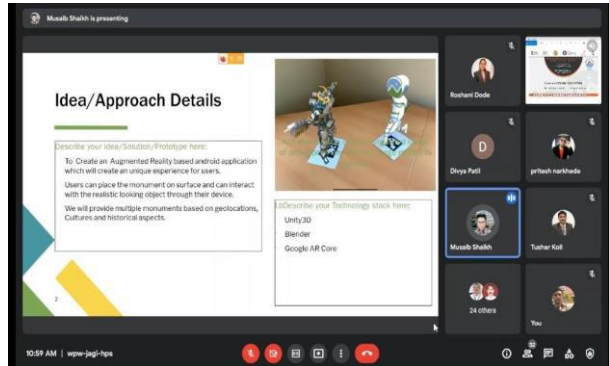 Musaib Shaikh is presenting
Idea/Approach Details
Describe your Idea/Solution/Prototype here:
To Create an Augmented Reality based android application
which will create an unique experience for users.
Users can place the monument on surface and can interact
with the realistic looking object through their device.
We will provide multiple monuments based on geolocations,
Cultures and historical aspects.
Describe your Technology stack here:
Unity3D
Blender
Google AR Core
2
Roshani Dode
D
Divya Patil
pritesh narkhede
Musaib Shaikh
Tushar Koli
24 others
You
10:59 AM | wpw-jagi-hps
32